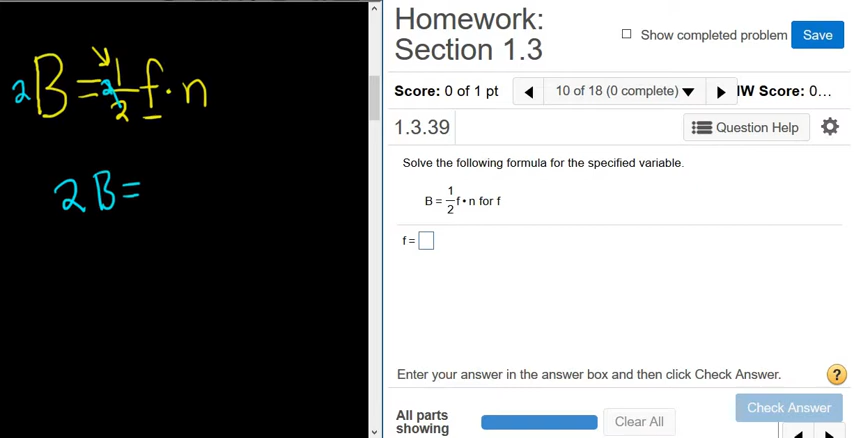 2B = 2 1/2 f · n
2B =
Homework:
Section 1.3
Show completed problem
Save
Score: 0 of 1 pt
10 of 18 (0 complete)
HW Score: 0…
1.3.39
Question Help
Solve the following formula for the specified variable.
B = 1/2 f • n for f
f =
Enter your answer in the answer box and then click Check Answer.
?
All parts
showing
Clear All
Check Answer